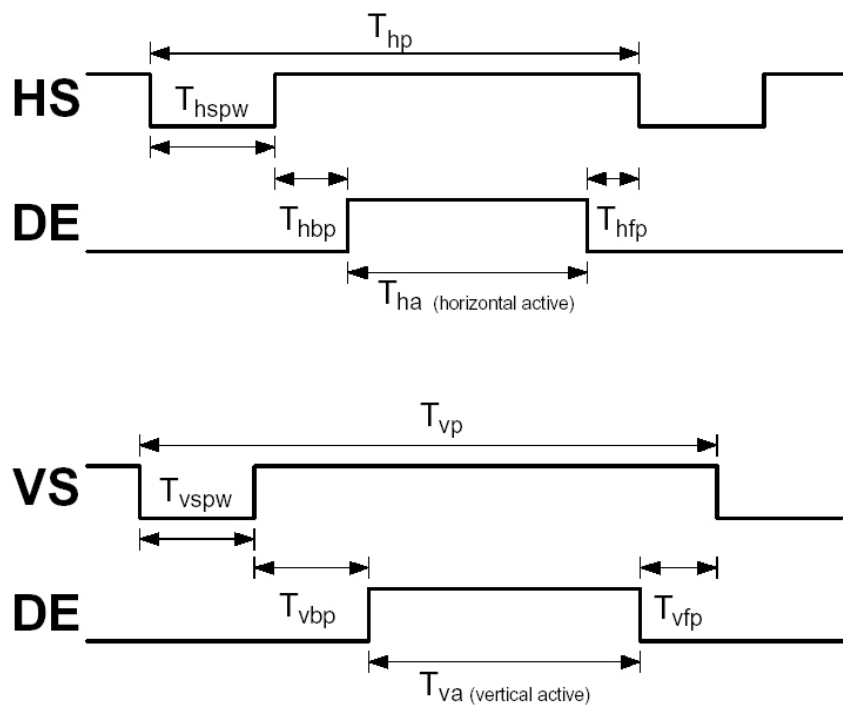 Thp
HS
Thspw
DE
Thbp
Thfp
Tha (horizontal active)
Tvp
VS
Tvspw
DE
Tvbp
Tvfp
Tva (vertical active)